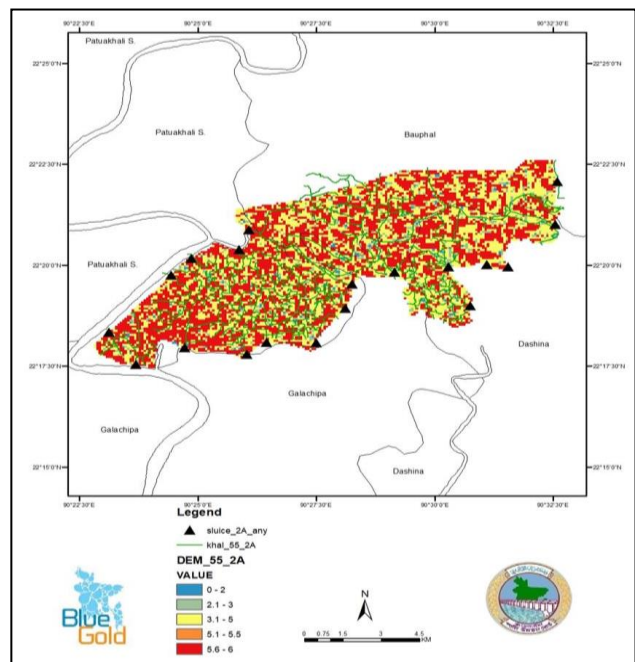 90°22'30"E 90°25'0"E 90°27'30"E 90°30'0"E 90°32'30"E
Patuakhali S.
22°25'0"N 22°25'0"N
Patuakhali S.
Bauphal
22°22'30"N 22°22'30"N
Patuakhali S.
22°20'0"N 22°20'0"N
Dashina
22°17'30"N 22°17'30"N
Galachipa
Galachipa
Dashina
22°15'0"N 22°15'0"N
90°22'30"E 90°25'0"E 90°27'30"E 90°30'0"E 90°32'30"E
Legend
sluice_2A_any
khal_55_2A
DEM_55_2A
VALUE
0 - 2
2.1 - 3
3.1 - 5
5.1 - 5.5
5.6 - 6
Blue
Gold
N
0 0.75 1.5 3 4.5
KM